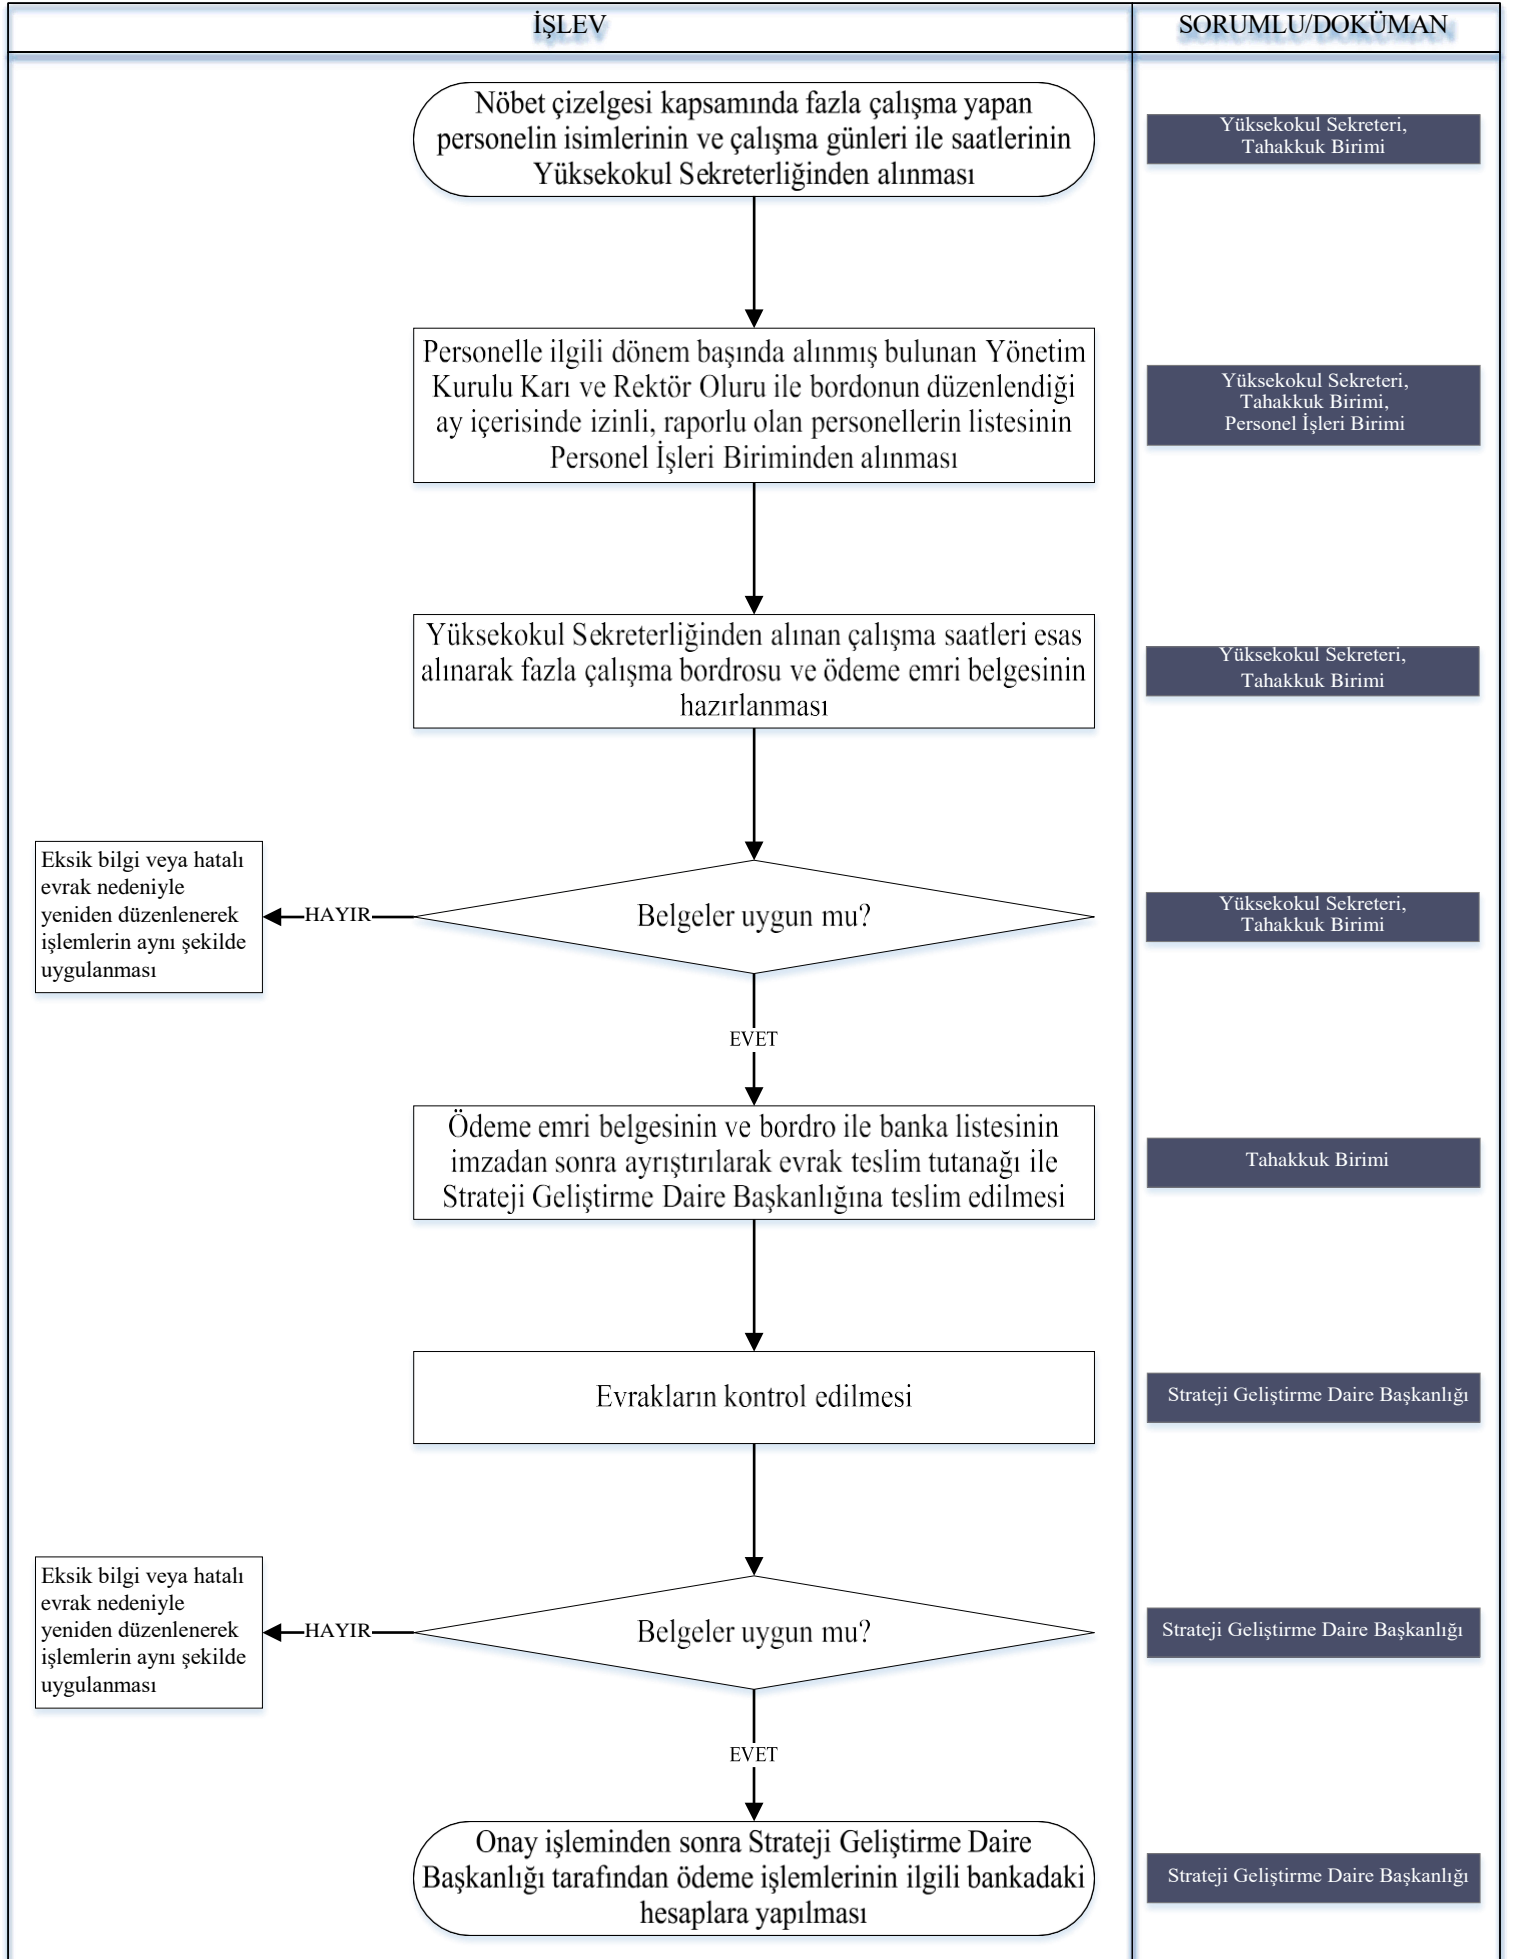 İŞLEV
SORUMLU/DOKÜMAN
Nöbet çizelgesi kapsamında fazla çalışma yapan
personelin isimlerinin ve çalışma günleri ile saatlerinin
Yüksekokul Sekreterliğinden alınması
Yüksekokul Sekreteri,
Tahakkuk Birimi
Personelle ilgili dönem başında alınmış bulunan Yönetim
Kurulu Karı ve Rektör Oluru ile bordonun düzenlendiği
ay içerisinde izinli, raporlu olan personellerin listesinin
Personel İşleri Biriminden alınması
Yüksekokul Sekreteri,
Tahakkuk Birimi,
Personel İşleri Birimi
Yüksekokul Sekreterliğinden alınan çalışma saatleri esas
alınarak fazla çalışma bordrosu ve ödeme emri belgesinin
hazırlanması
Yüksekokul Sekreteri,
Tahakkuk Birimi
Eksik bilgi veya hatalı
evrak nedeniyle
yeniden düzenlenerek
işlemlerin aynı şekilde
uygulanması
HAYIR
Belgeler uygun mu?
Yüksekokul Sekreteri,
Tahakkuk Birimi
EVET
Ödeme emri belgesinin ve bordro ile banka listesinin
imzadan sonra ayrıştırılarak evrak teslim tutanağı ile
Strateji Geliştirme Daire Başkanlığına teslim edilmesi
Tahakkuk Birimi
Evrakların kontrol edilmesi
Strateji Geliştirme Daire Başkanlığı
Eksik bilgi veya hatalı
evrak nedeniyle
yeniden düzenlenerek
işlemlerin aynı şekilde
uygulanması
HAYIR
Belgeler uygun mu?
Strateji Geliştirme Daire Başkanlığı
EVET
Onay işleminden sonra Strateji Geliştirme Daire
Başkanlığı tarafından ödeme işlemlerinin ilgili bankadaki
hesaplara yapılması
Strateji Geliştirme Daire Başkanlığı